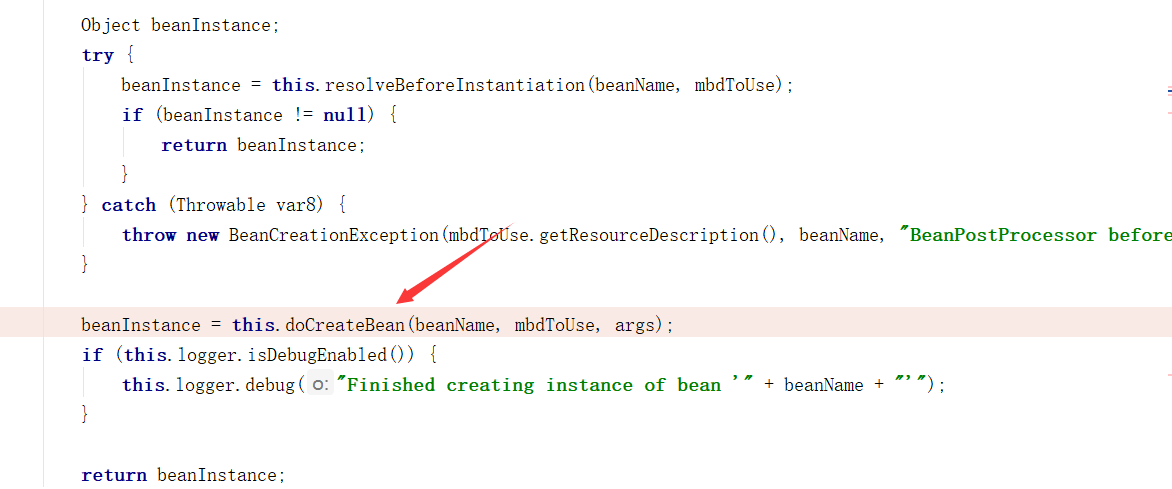 Object beanInstance;
try {
beanInstance = this.resolveBeforeInstantiation(beanName, mbdToUse);
if (beanInstance != null) {
return beanInstance;
}
} catch (Throwable var8) {
throw new BeanCreationException(mbdToUse.getResourceDescription(), beanName, "BeanPostProcessor before
}
beanInstance = this.doCreateBean(beanName, mbdToUse, args);
if (this.logger.isDebugEnabled()) {
this.logger.debug( o: "Finished creating instance of bean '" + beanName + "'");
}
return beanInstance;